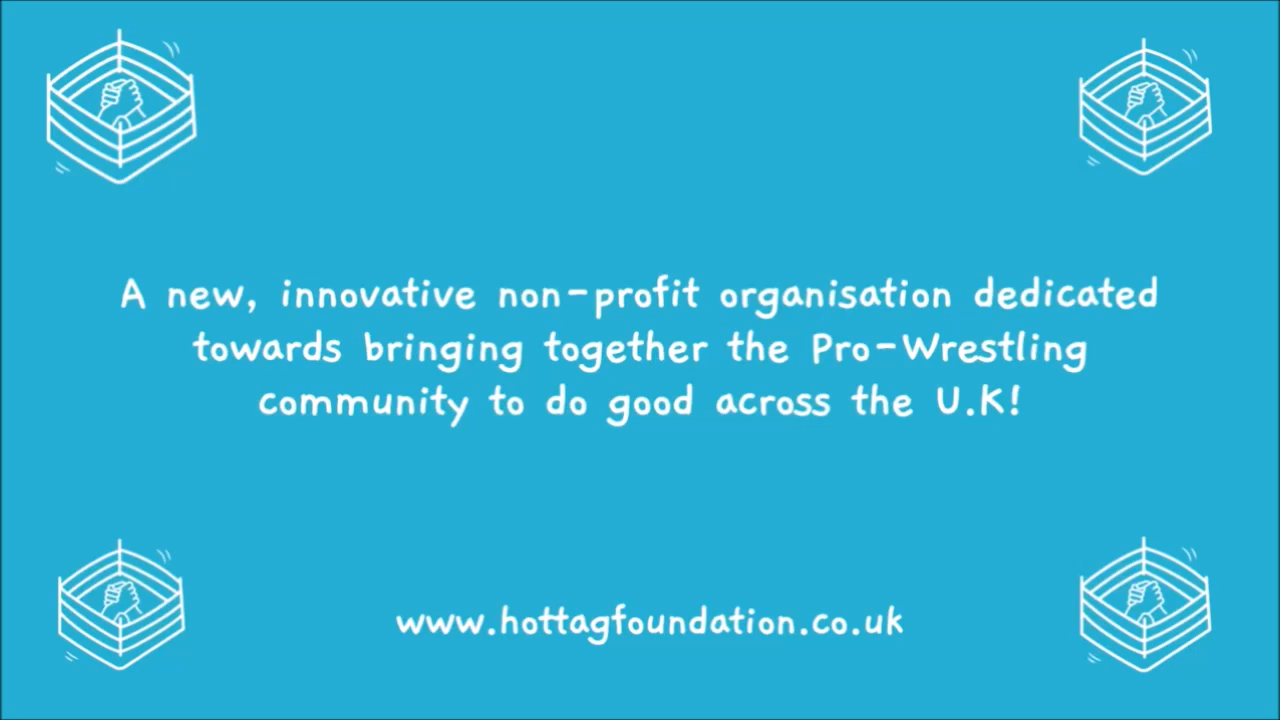 A new, innovative non-profit organisation dedicated
towards bringing together the Pro-Wrestling
community to do good across the U.K!
www.hottagfoundation.co.uk